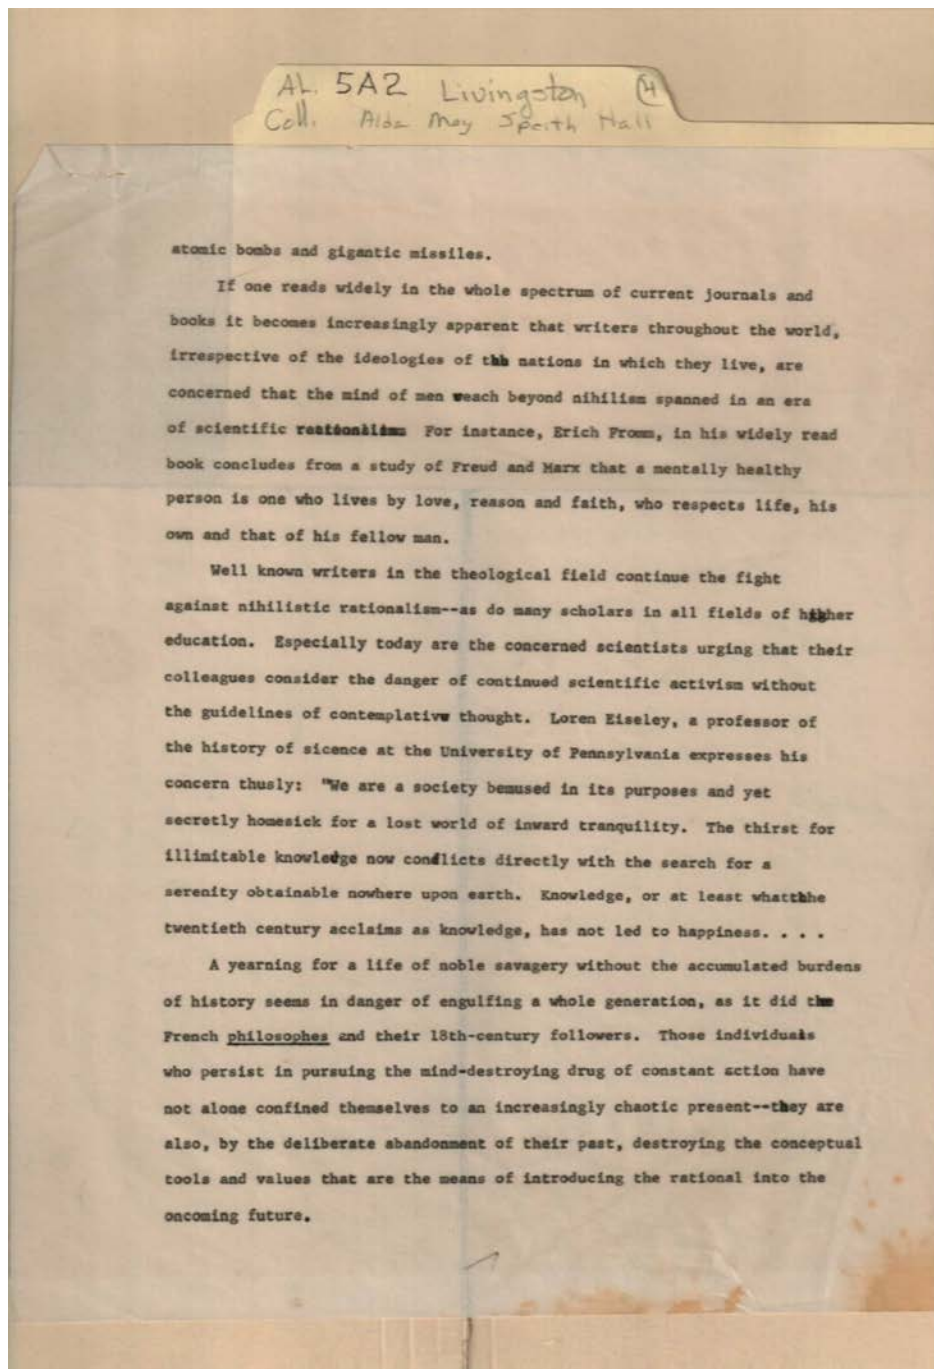 AL. 5A2 Livingston 4
Coll. Alda May Speith Hall
atomic bombs and gigantic missiles.
If one reads widely in the whole spectrum of current journals and
books it becomes increasingly apparent that writers throughout the world,
irrespective of the ideologies of the nations in which they live, are
concerned that the mind of men weach beyond nihilism spanned in an era
of scientific For instance, Erich Fromm, in his widely read
book concludes from a study of Freud and Marx that a mentally healthy
person is one who lives by love, reason and faith, who respects life, his
own and that of his fellow man.
Well known writers in the theological field continue the fight
against nihilistic rationalism--as do many scholars in all fields of higher
education. Especially today are the concerned scientists urging that their
colleagues consider the danger of continued scientific activism without
the guidelines of contemplative thought. Loren Eiseley, a professor of
the history of sicence at the University of Pennsylvania expresses his
concern thusly: "We are a society bemused in its purposes and yet
secretly homesick for a lost world of inward tranquility. The thirst for
illimitable knowledge now conflicts directly with the search for a
serenity obtainable nowhere upon earth. Knowledge, or at least whatthhe
twentieth century acclaims as knowledge, has not led to happiness. . . .
A yearning for a life of noble savagery without the accumulated burdens
of history seems in danger of engulfing a whole generation, as it did the
French philosophes and their 18th-century followers. Those individuals
who persist in pursuing the mind-destroying drug of constant action have
not alone confined themselves to an increasingly chaotic present--they are
also, by the deliberate abandonment of their past, destroying the conceptual
tools and values that are the means of introducing the rational into the
oncoming future.